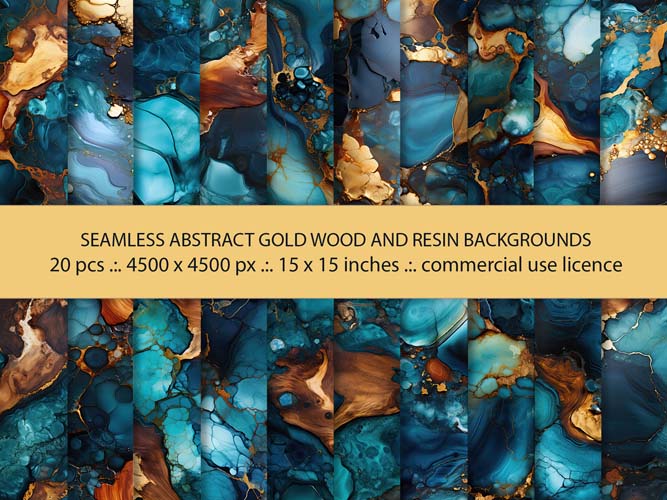 SEAMLESS ABSTRACT GOLD WOOD AND RESIN BACKGROUNDS
20 pcs .:. 4500 x 4500 px .:. 15 x 15 inches .:. commercial use licence